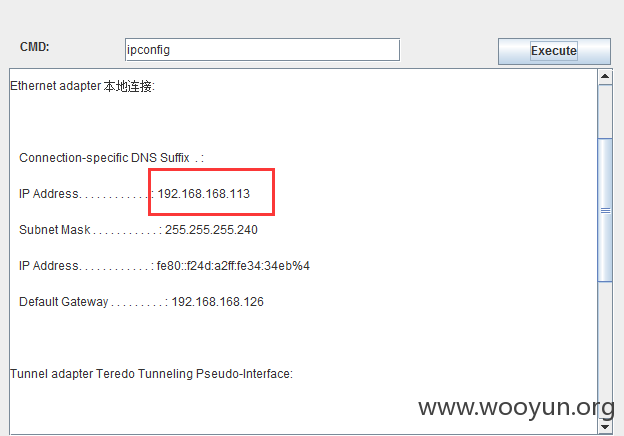 CMD:
ipconfig
Execute
Ethernet adapter 本地连接:
Connection-specific DNS Suffix . :
IP Address. . . . . . . . . . . . : 192.168.168.113
Subnet Mask . . . . . . . . . . . : 255.255.255.240
IP Address. . . . . . . . . . . . : fe80::f24d:a2ff:fe34:34eb%4
Default Gateway . . . . . . . . . : 192.168.168.126
Tunnel adapter Teredo Tunneling Pseudo-Interface:
www.wooyun.org